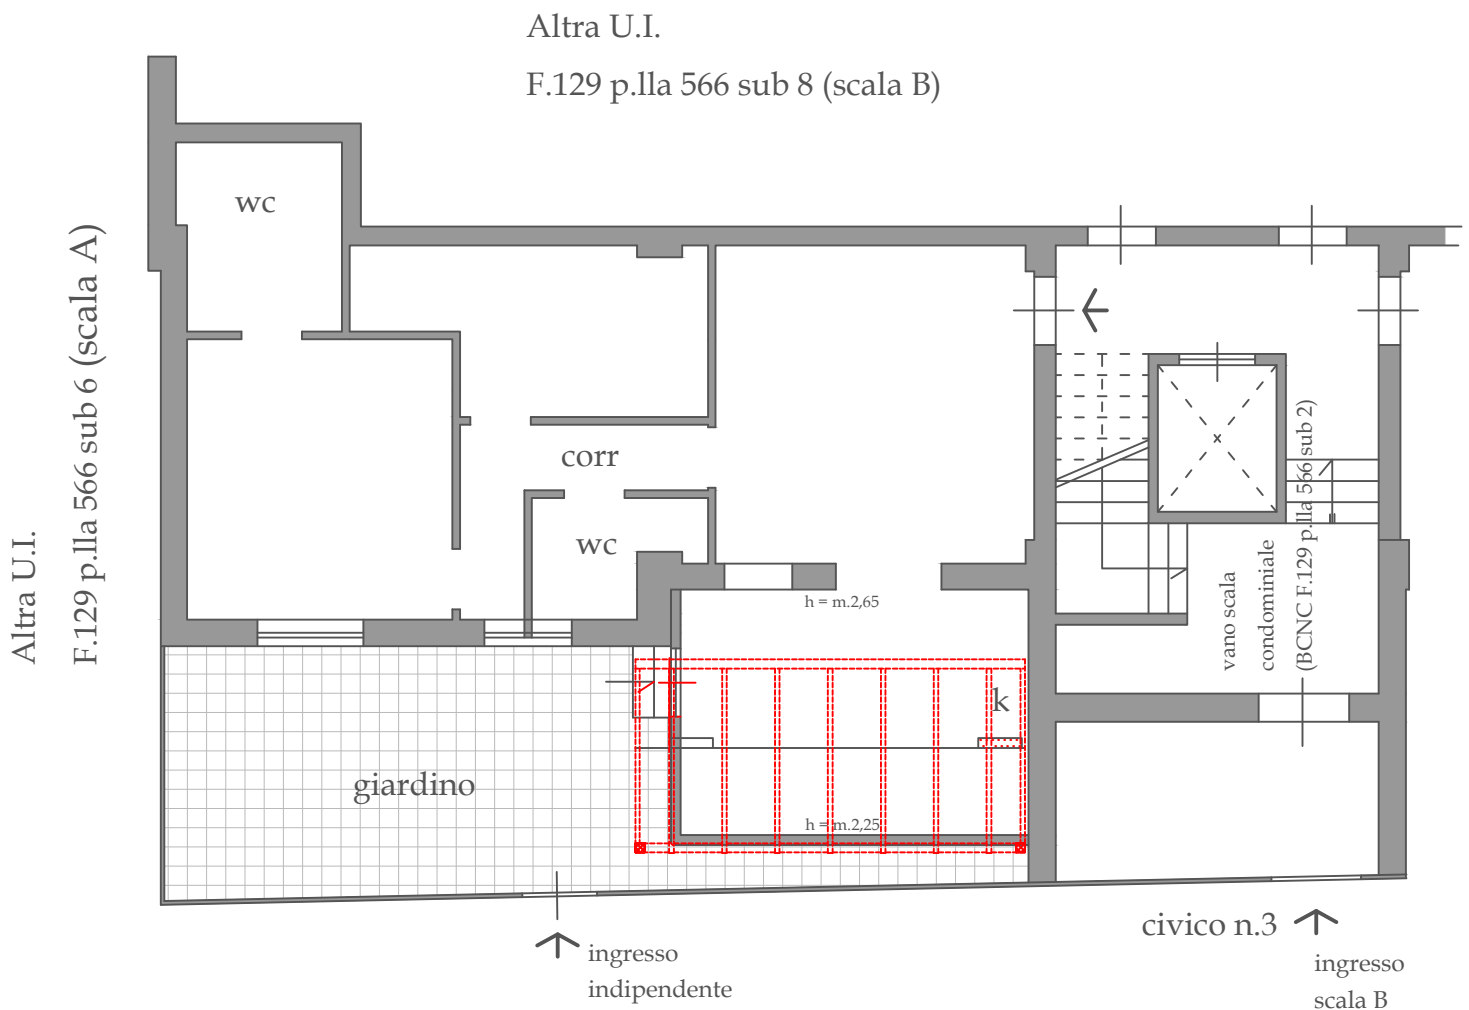 Altra U.I.
F.129 p.lla 566 sub 8 (scala B)
Altra U.I.
F.129 p.lla 566 sub 6 (scala A)
wc
corr
wc
h = m.2,65
vano scala
condominiale
(BCNC F.129 p.lla 566 sub 2)
k
giardino
h = m.2,25
civico n.3
ingresso
indipendente
ingresso
scala B